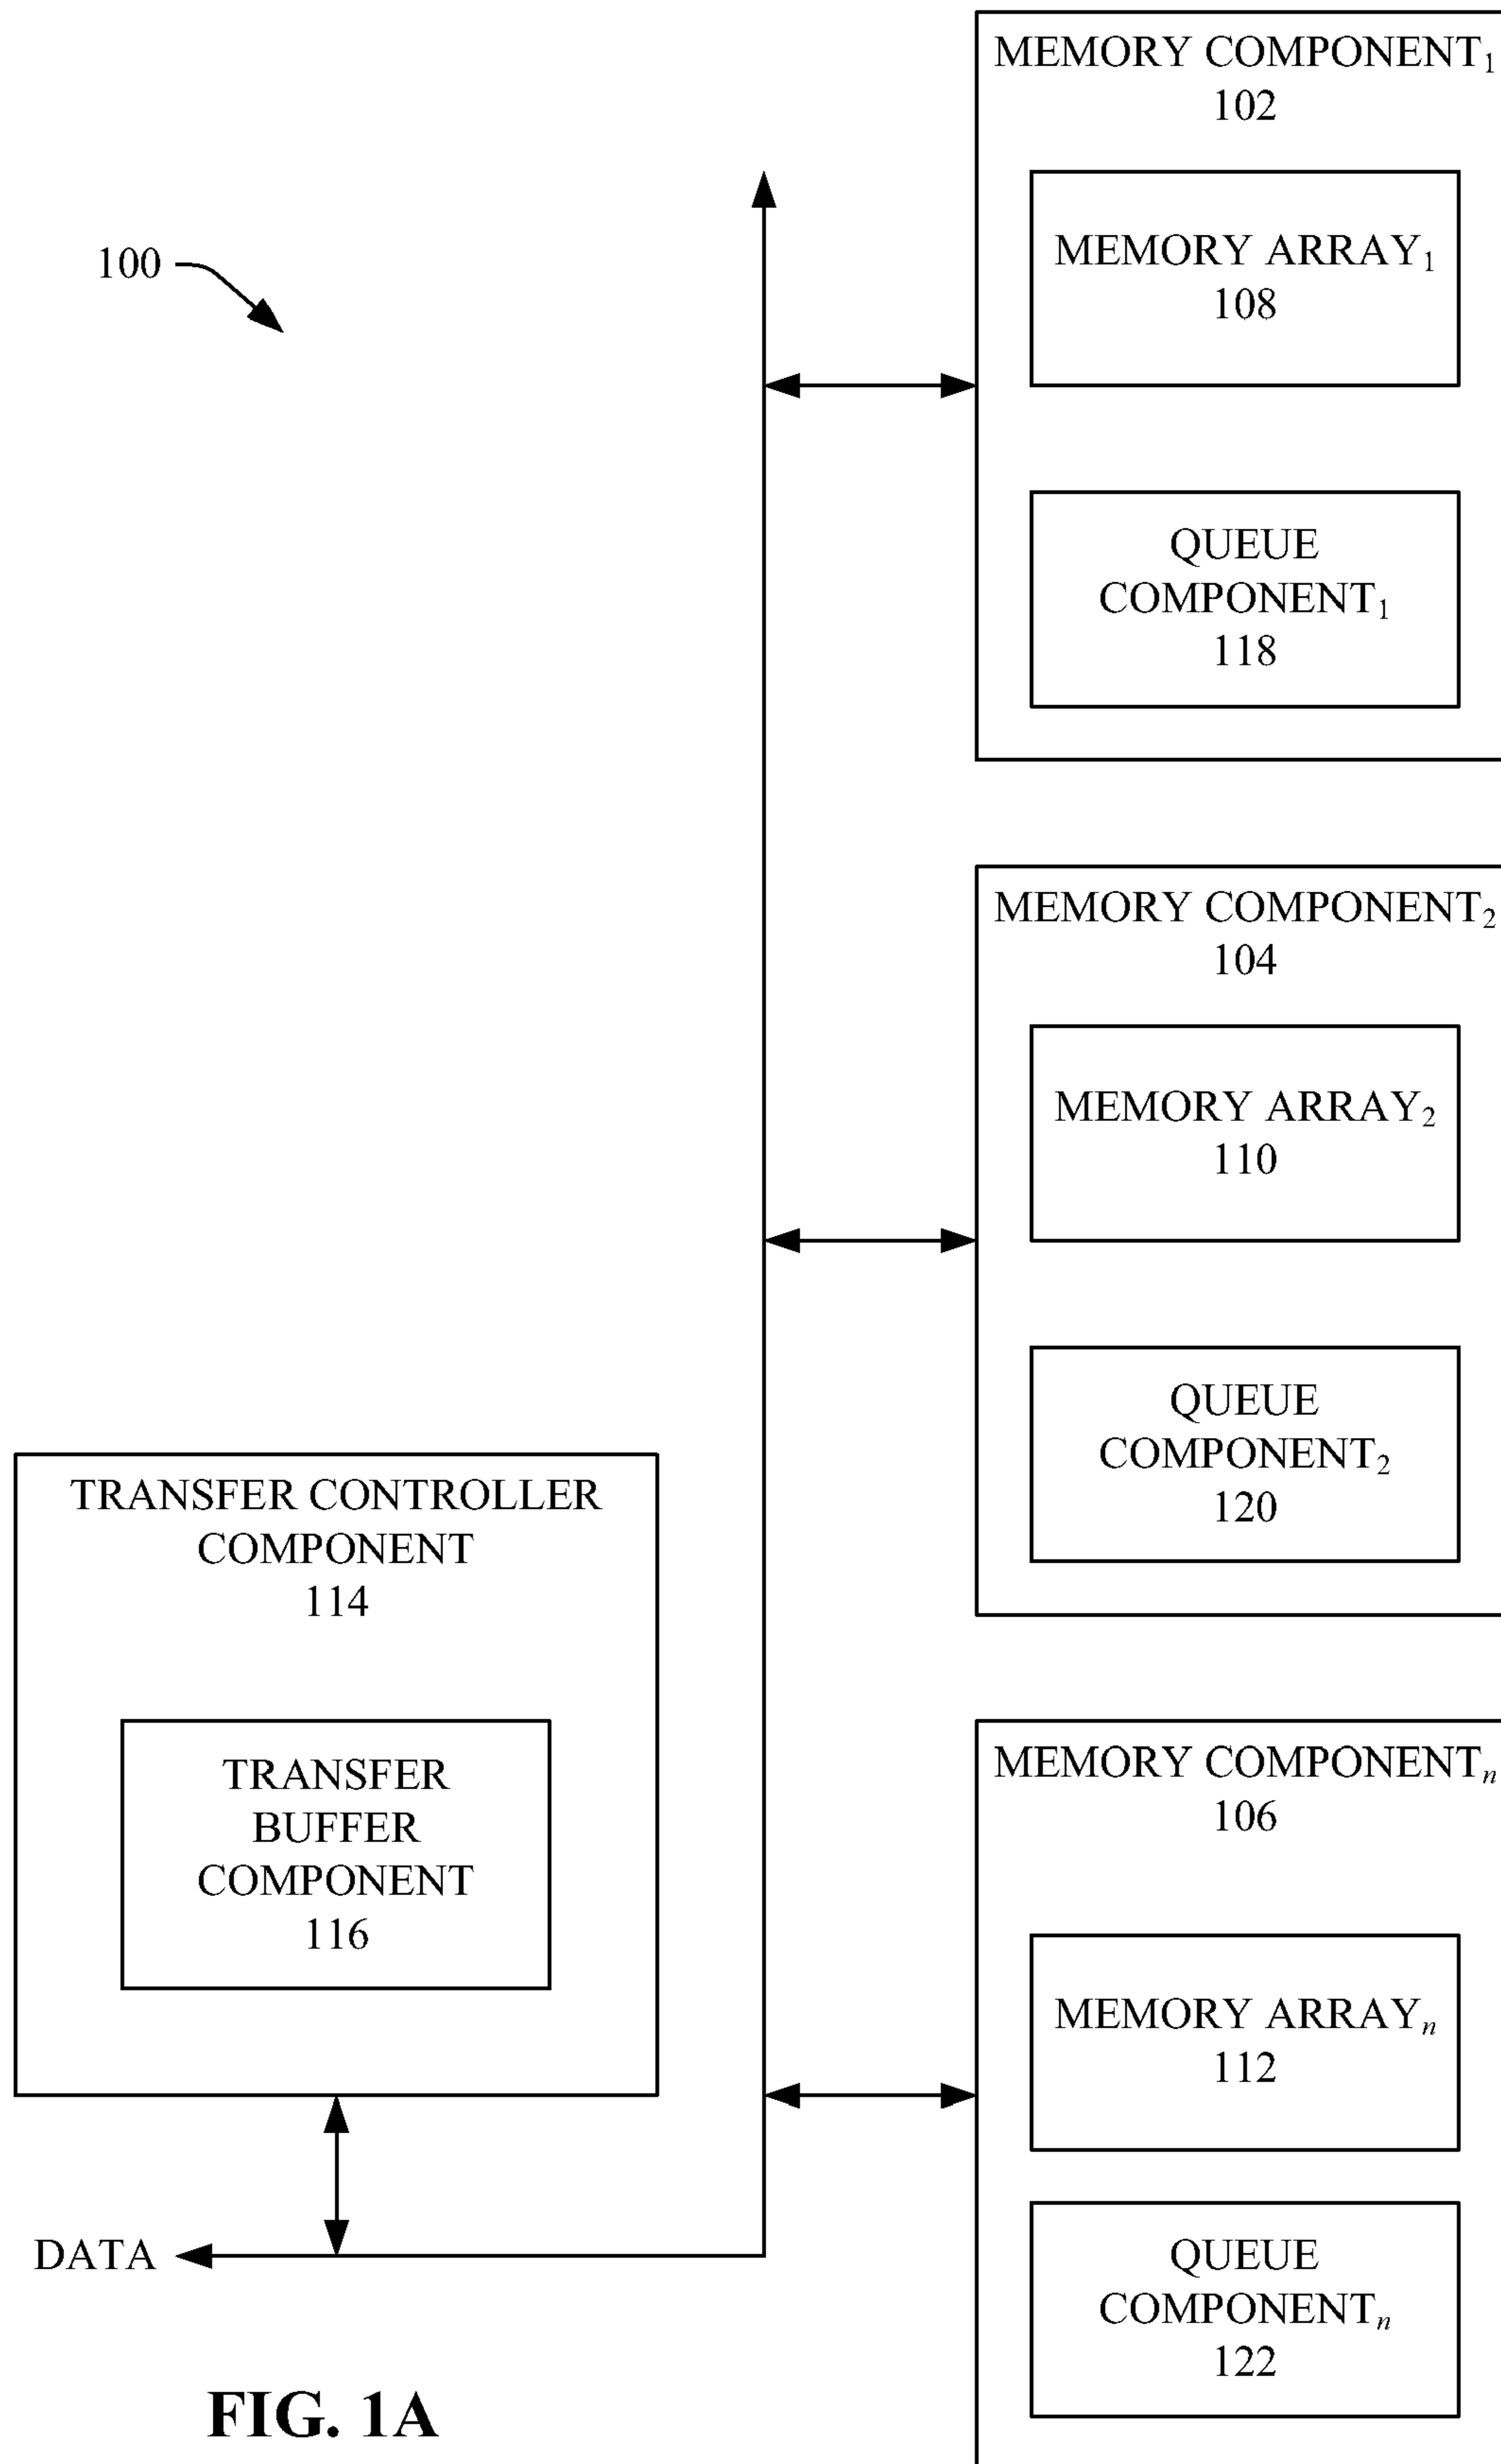 MEMORY COMPONENT₁
102
MEMORY ARRAY₁
108
100
QUEUE
COMPONENT₁
118
MEMORY COMPONENT₂
104
MEMORY ARRAY₂
110
QUEUE
COMPONENT₂
120
TRANSFER CONTROLLER
COMPONENT
114
TRANSFER
BUFFER
COMPONENT
116
MEMORY COMPONENTₙ
106
MEMORY ARRAYₙ
112
QUEUE
COMPONENTₙ
122
DATA
FIG. 1A